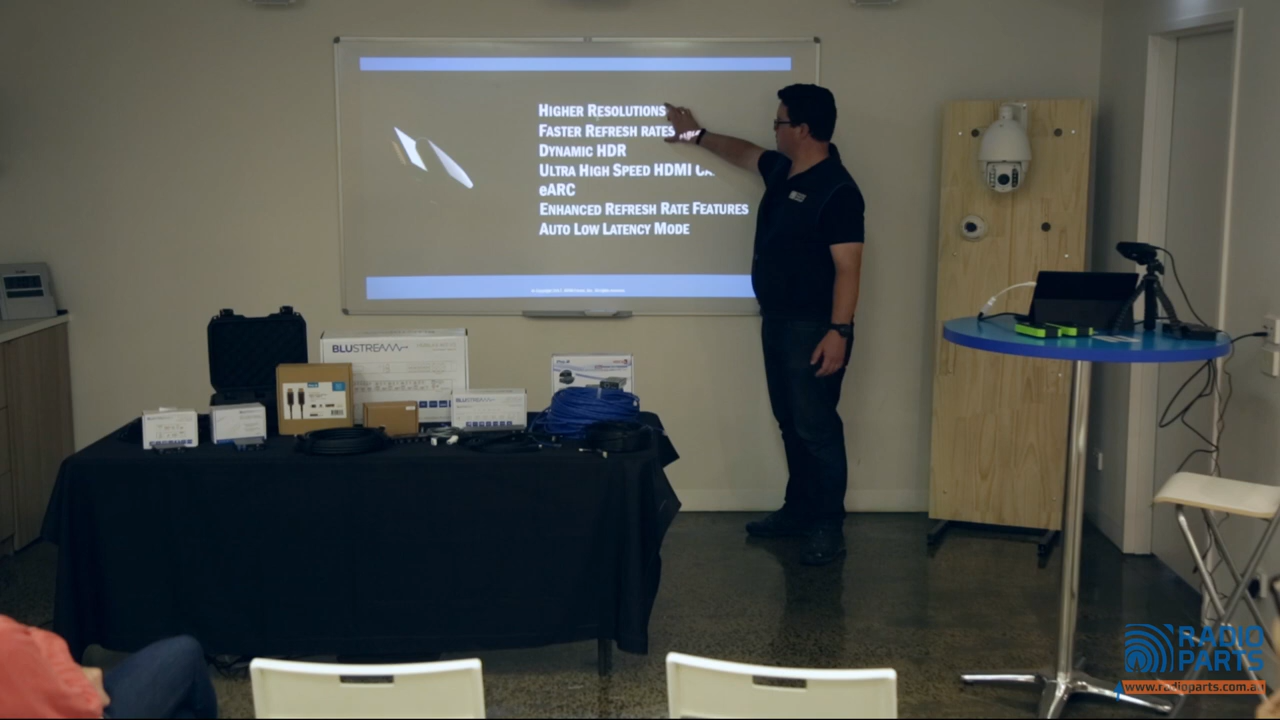 HIGHER RESOLUTIONS
FASTER REFRESH RATES
DYNAMIC HDR
ULTRA HIGH SPEED HDMI
eARC
ENHANCED REFRESH RATE FEATURES
AUTO LOW LATENCY MODE
BLUSTREAM
BLUSTREAM
RADIO
PARTS
www.radioparts.com.au